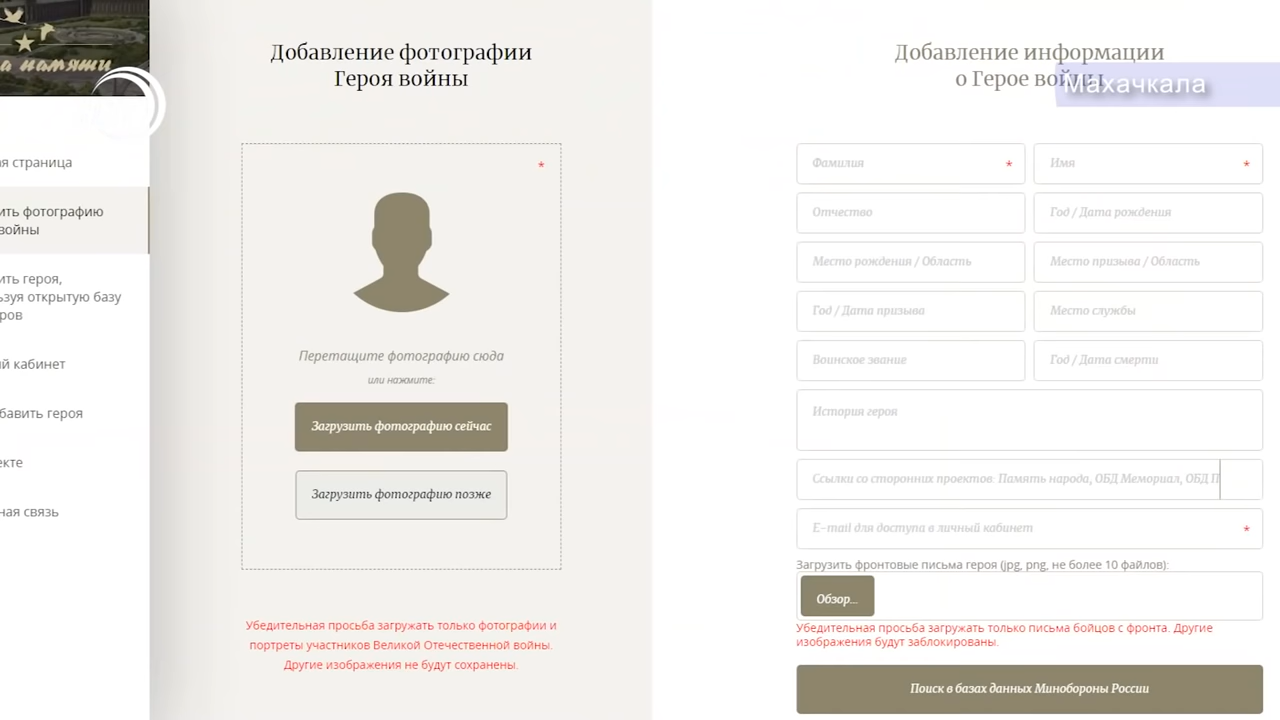 а памяти
ая страница
ить фотографию
войны
ить героя,
ьзуя открытую базу
ров
й кабинет
бавить героя
екте
ная связь
Добавление фотографии
Героя войны
*
Перетащите фотографию сюда
или нажмите:
Загрузить фотографию сейчас
Загрузить фотографию позже
Убедительная просьба загружать только фотографии и
портреты участников Великой Отечественной войны.
Другие изображения не будут сохранены.
Добавление информации
о Герое войны
Махачкала
Фамилия * Имя *
Отчество Год / Дата рождения
Место рождения / Область Место призыва / Область
Год / Дата призыва Место службы
Воинское звание Год / Дата смерти
История героя
Ссылки со сторонних проектов: Память народа, ОБД Мемориал, ОБД П
E-mail для доступа в личный кабинет *
Загрузить фронтовые письма героя (jpg, png, не более 10 файлов):
Обзор...
Убедительная просьба загружать только письма бойцов с фронта. Другие
изображения будут заблокированы.
Поиск в базах данных Минобороны России